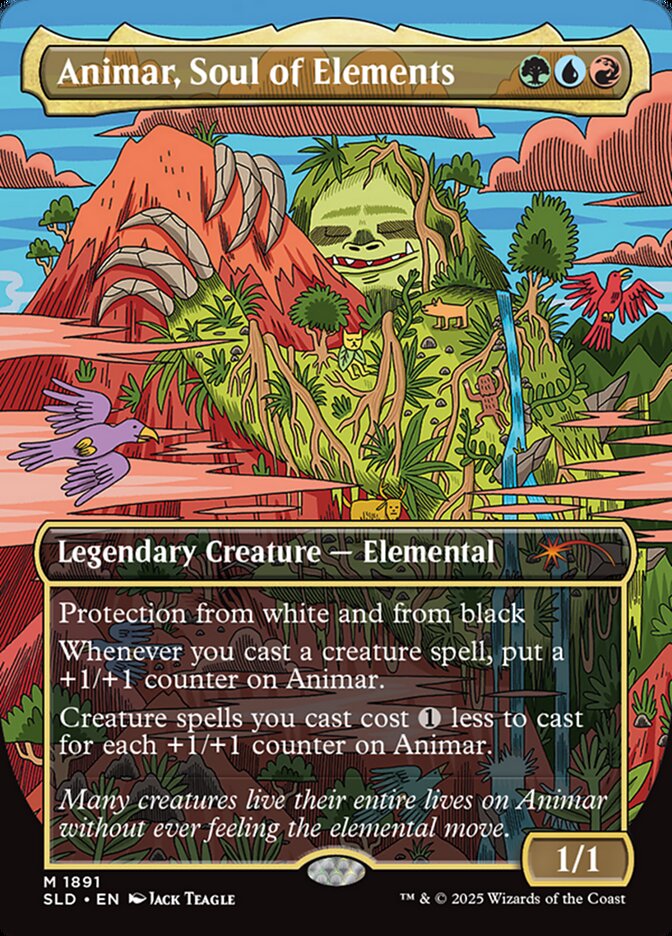 Animar, Soul of Elements
Legendary Creature — Elemental
Protection from white and from black
Whenever you cast a creature spell, put a
+1/+1 counter on Animar.
Creature spells you cast cost 1 less to cast
for each +1/+1 counter on Animar.
Many creatures live their entire lives on Animar
without ever feeling the elemental move.
1/1
M 1891
SLD • EN Jack Teagle
™ & © 2025 Wizards of the Coast